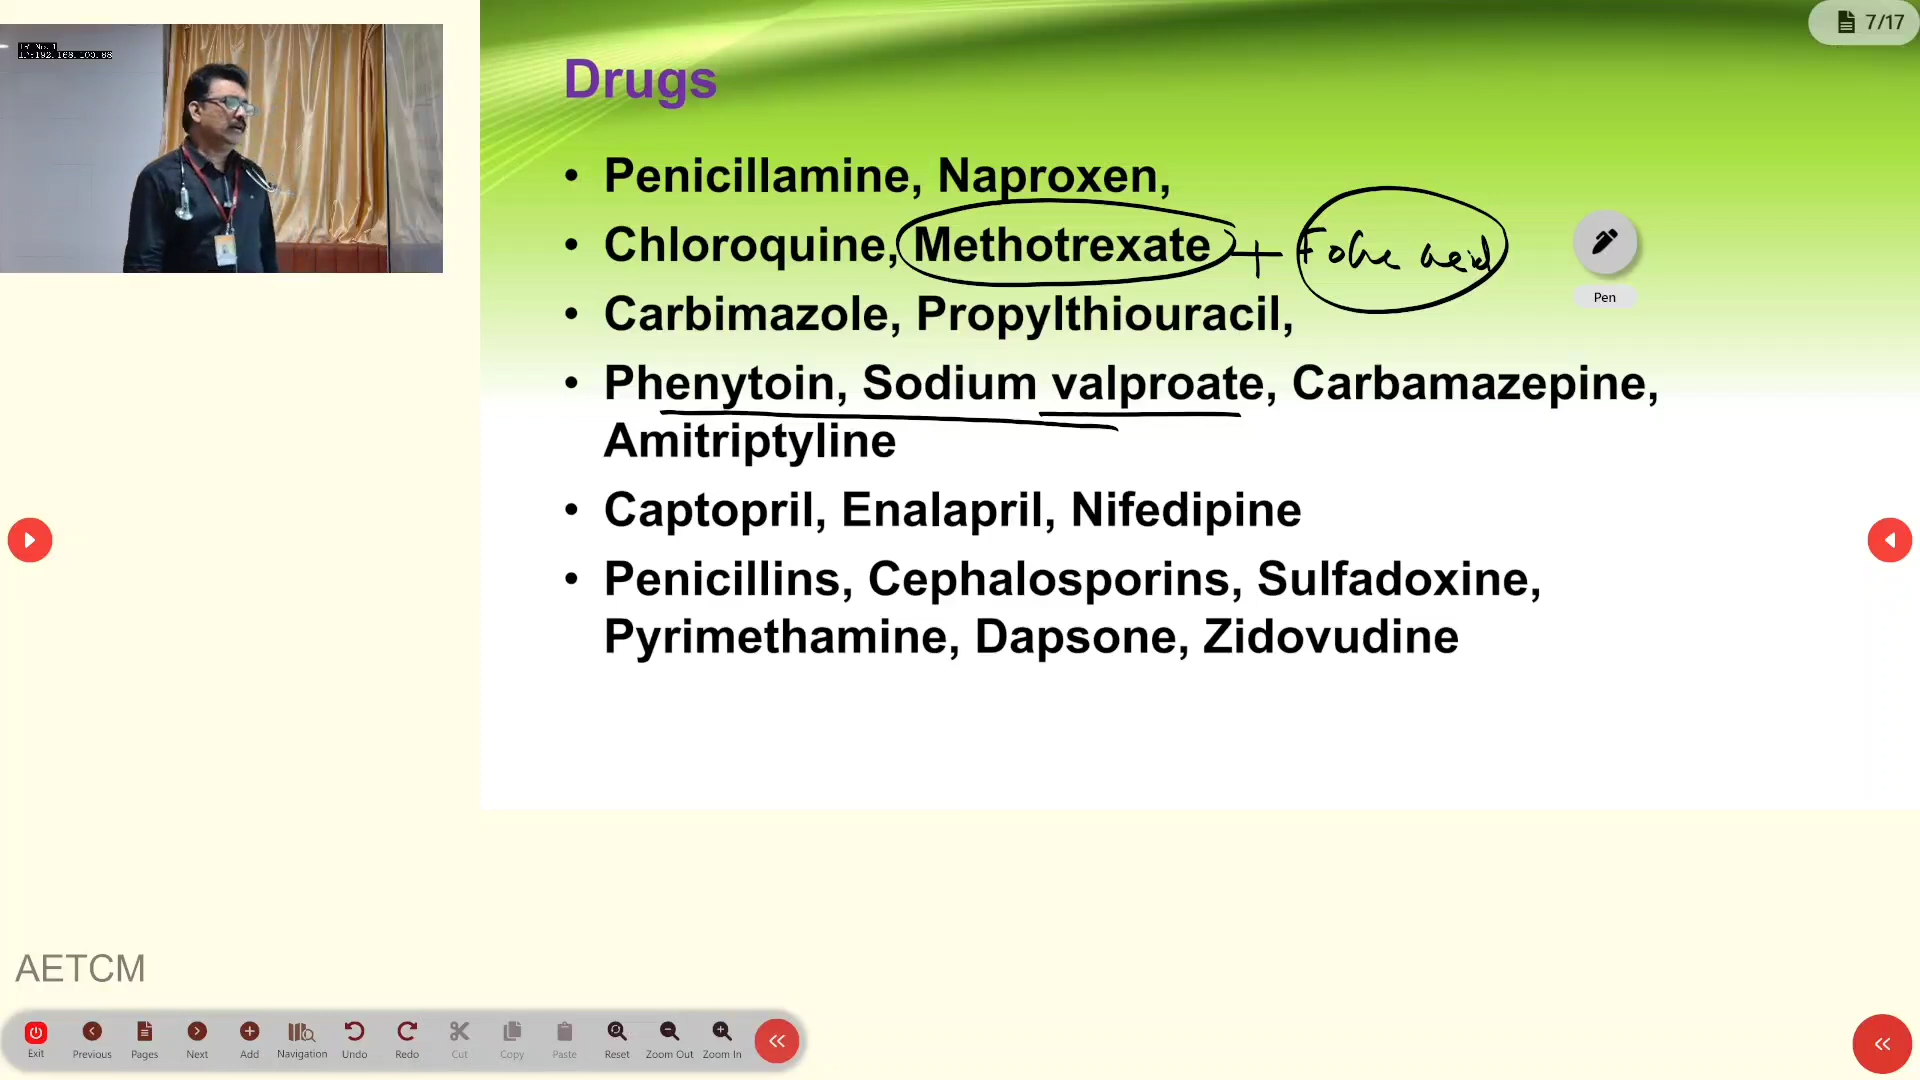 7/17
Drugs
• Penicillamine, Naproxen,
• Chloroquine, Methotrexate + Folic acid
Pen
• Carbimazole, Propylthiouracil,
• Phenytoin, Sodium valproate, Carbamazepine,
Amitriptyline
• Captopril, Enalapril, Nifedipine
• Penicillins, Cephalosporins, Sulfadoxine,
Pyrimethamine, Dapsone, Zidovudine
AETCM
Exit Previous Pages Next Add Navigation Undo Redo Cut Copy Paste Reset Zoom Out Zoom In